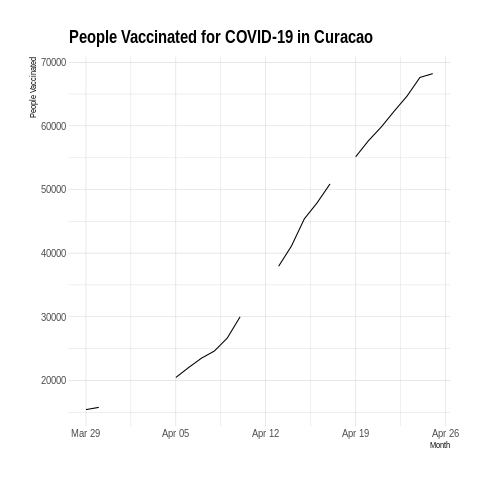 People Vaccinated for COVID-19 in Curacao
People Vaccinated
70000
60000
50000
40000
30000
20000
Mar 29 Apr 05 Apr 12 Apr 19 Apr 26
Month